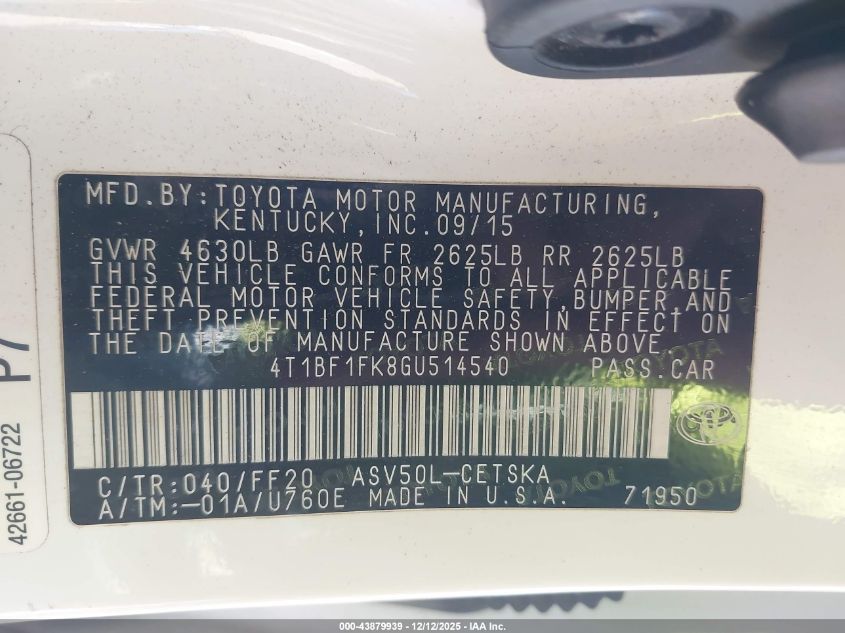 MFD.BY:TOYOTA MOTOR MANUFACTURING,
KENTUCKY,INC.09/15
GVWR 4630LB GAWR FR 2625LB RR 2625LB
THIS VEHICLE CONFORMS TO ALL APPLICABLE
FEDERAL MOTOR VEHICLE SAFETY,BUMPER,AND
THEFT PREVENTION STANDARDS IN EFFECT ON
THE DATE OF MANUFACTURE SHOWN ABOVE
4T1BF1FK8GU514540 PASS.CAR
C/TR:040/FF20 ASV50L-CETSKA
A/TM:-01A/U760E MADE IN U.S.A. 71950
P7
42661-06722
TOYOTA
000-43879939 - 12/12/2025 - IAA Inc.